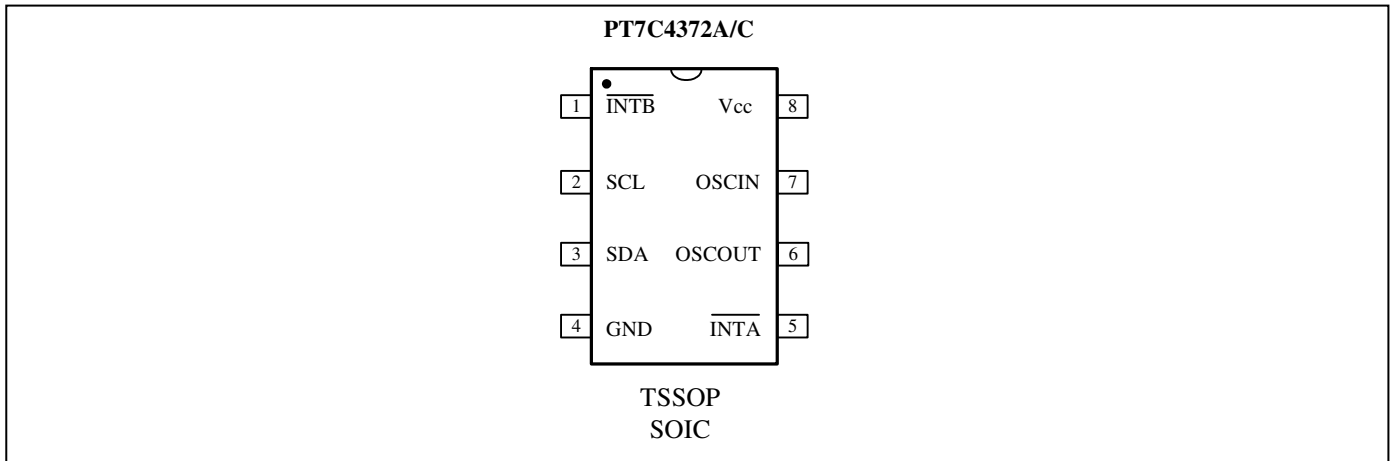 PT7C4372A/C
1 INTB Vcc 8
2 SCL OSCIN 7
3 SDA OSCOUT 6
4 GND INTA 5
TSSOP
SOIC